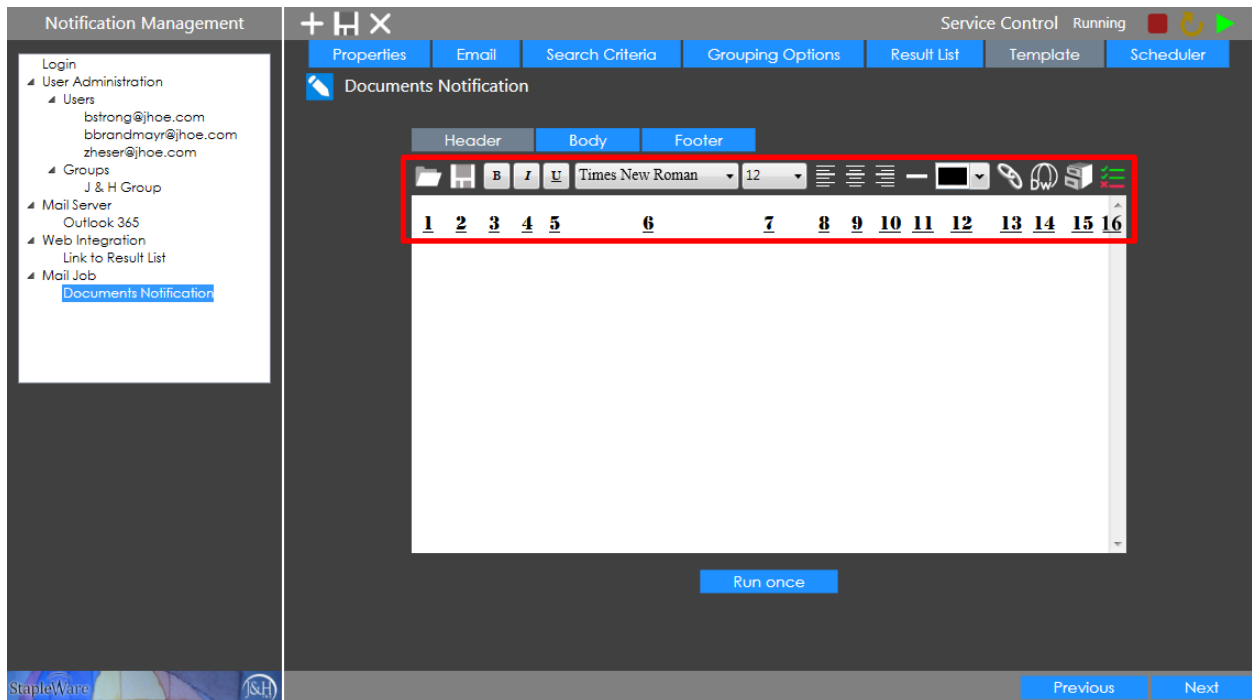 Notification Management
Service Control Running
Properties Email Search Criteria Grouping Options Result List Template Scheduler
Documents Notification
Login
User Administration
Users
bstrong@jhoe.com
bbrandmayr@jhoe.com
zheser@jhoe.com
Groups
J & H Group
Mail Server
Outlook 365
Web Integration
Link to Result List
Mail Job
Documents Notification
Header Body Footer
B I U Times New Roman 12 DW
1 2 3 4 5 6 7 8 9 10 11 12 13 14 15 16
Run once
StapleWare J&H
Previous Next